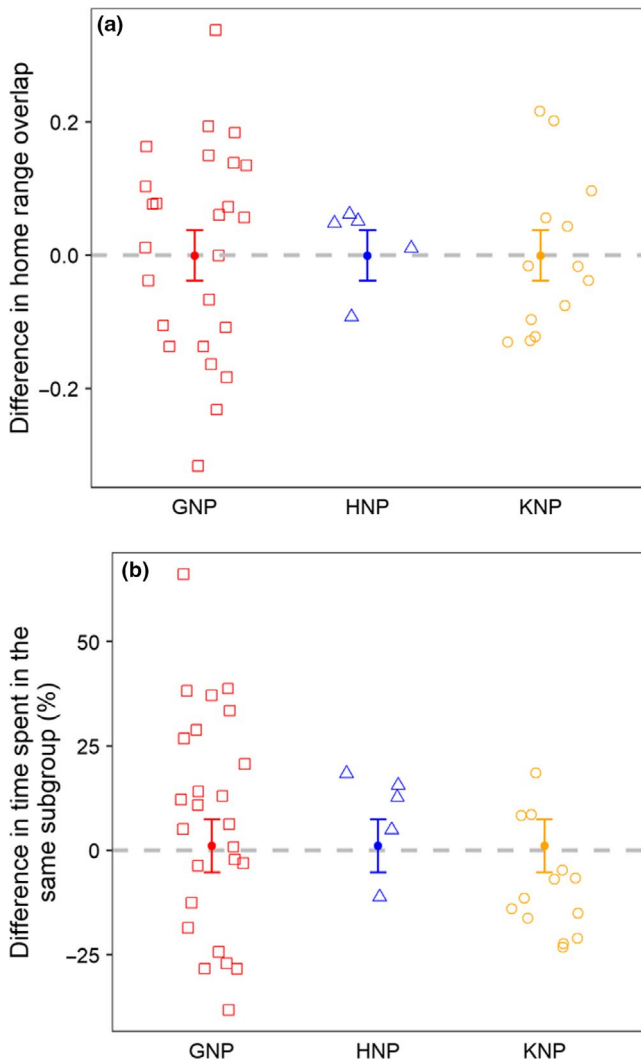 (a)
Difference in home range overlap
0.2
0.0
−0.2
GNP
HNP
KNP
(b)
Difference in time spent in the
same subgroup (%)
50
25
0
−25
GNP
HNP
KNP